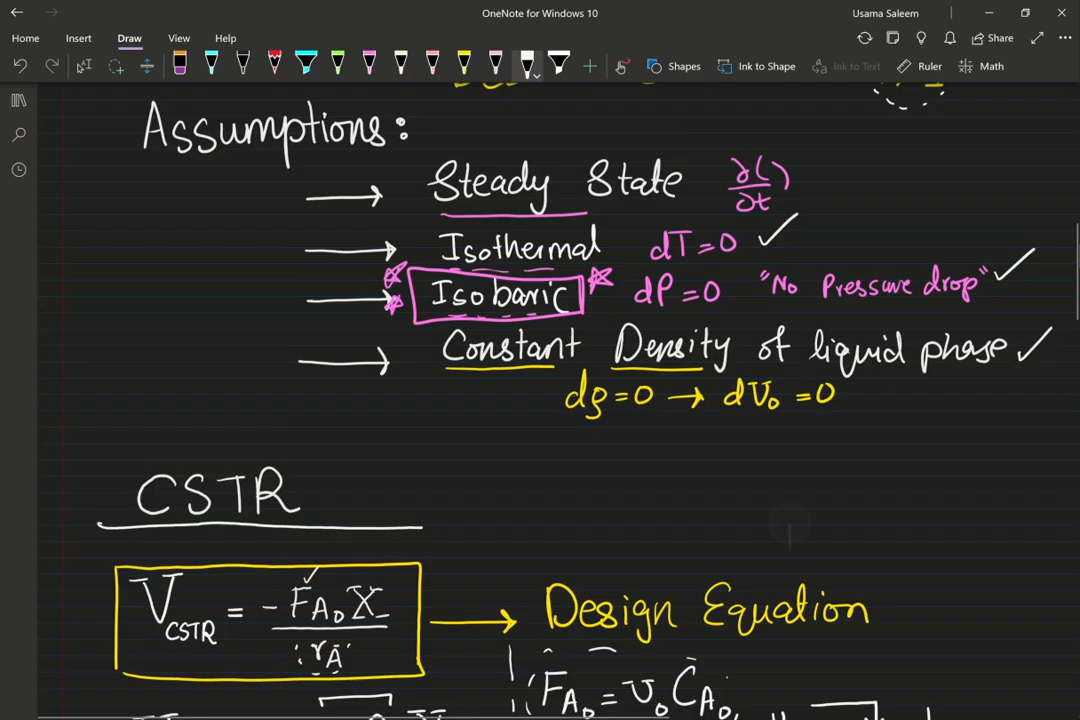 OneNote for Windows 10
Usama Saleem
Home Insert Draw View Help
Share
Shapes Ink to Shape Ink to Text Ruler Math
Assumptions:
Steady State ∂( )/∂t
Isothermal dT = 0 ✓
Isobaric dP = 0 "No Pressure drop" ✓
Constant Density of liquid phase ✓
dρ = 0 → dV₀ = 0
CSTR
V_CSTR = - F_A₀ X / r_A → Design Equation
F_A₀ = υ₀ C_A₀